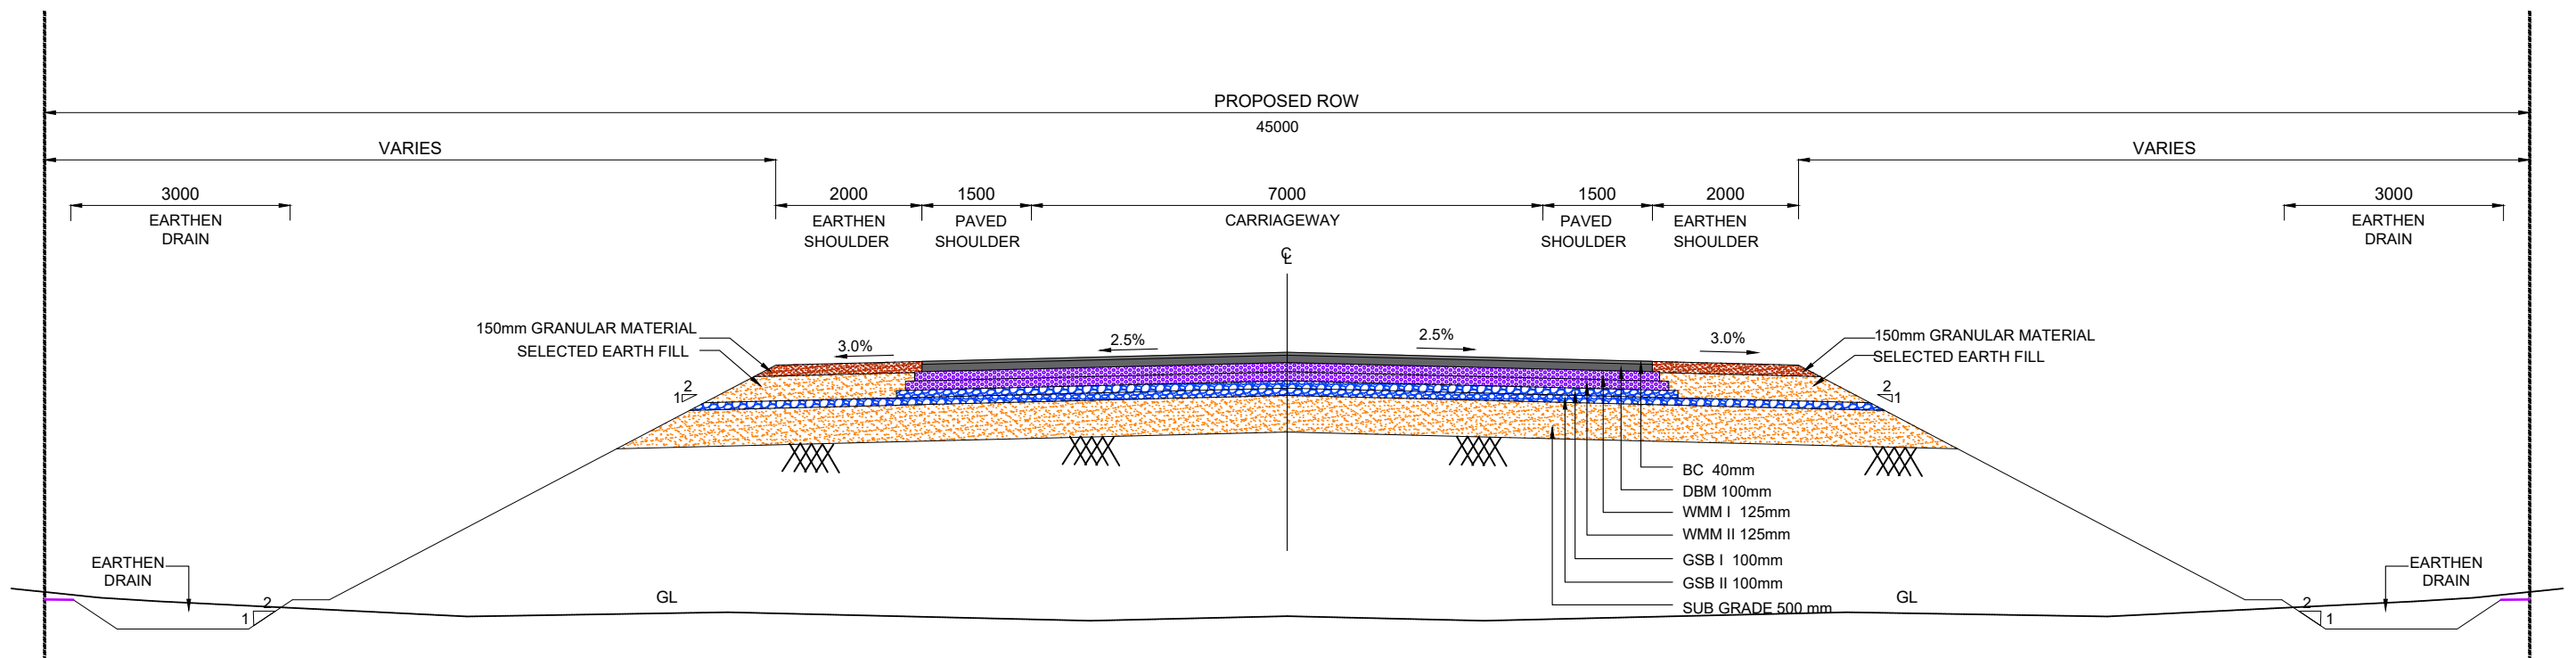 PROPOSED ROW
45000
VARIES
VARIES
3000
2000
1500
7000
1500
2000
3000
EARTHEN
DRAIN
EARTHEN
SHOULDER
PAVED
SHOULDER
CARRIAGEWAY
PAVED
SHOULDER
EARTHEN
SHOULDER
EARTHEN
DRAIN
℄
150mm GRANULAR MATERIAL
SELECTED EARTH FILL
3.0%
2.5%
2.5%
3.0%
150mm GRANULAR MATERIAL
SELECTED EARTH FILL
2
1
2
1
BC 40mm
DBM 100mm
WMM I 125mm
WMM II 125mm
GSB I 100mm
GSB II 100mm
SUB GRADE 500 mm
EARTHEN
DRAIN
2
1
GL
GL
EARTHEN
DRAIN
2
1